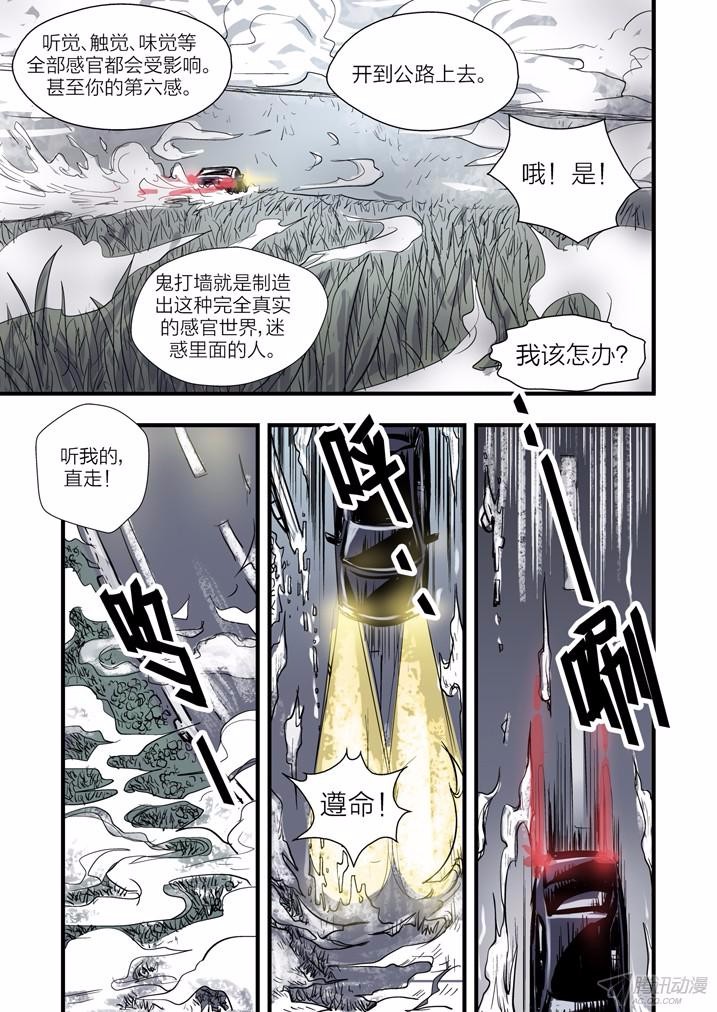 听觉、触觉、味觉等
全部感官都会受影响。
甚至你的第六感。
开到公路上去。
哦！是！
鬼打墙就是制造
出这种完全真实
的感官世界，迷
惑里面的人。
我该怎办？
听我的，
直走！
遵命！
腾讯动漫
AC.QQ.COM